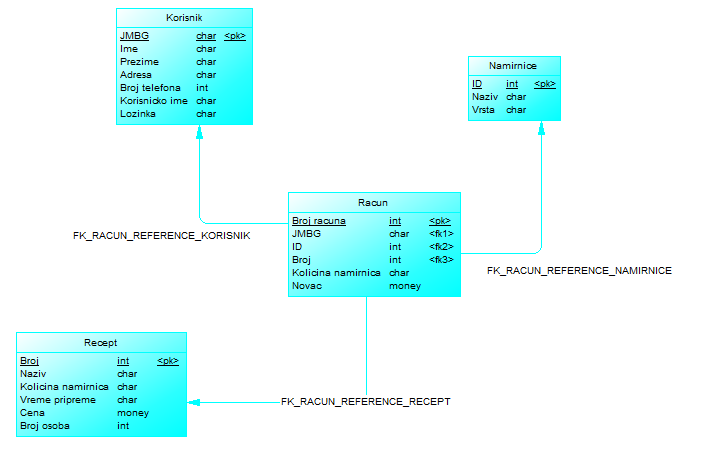 Korisnik
JMBG char <pk>
Ime char
Prezime char
Adresa char
Broj telefona int
Korisnicko ime char
Lozinka char
Namirnice
ID int <pk>
Naziv char
Vrsta char
Racun
Broj racuna int <pk>
JMBG char <fk1>
ID int <fk2>
Broj int <fk3>
Kolicina namirnica char
Novac money
FK_RACUN_REFERENCE_KORISNIK
FK_RACUN_REFERENCE_NAMIRNICE
Recept
Broj int <pk>
Naziv char
Kolicina namirnica char
Vreme pripreme char
Cena money
Broj osoba int
FK_RACUN_REFERENCE_RECEPT